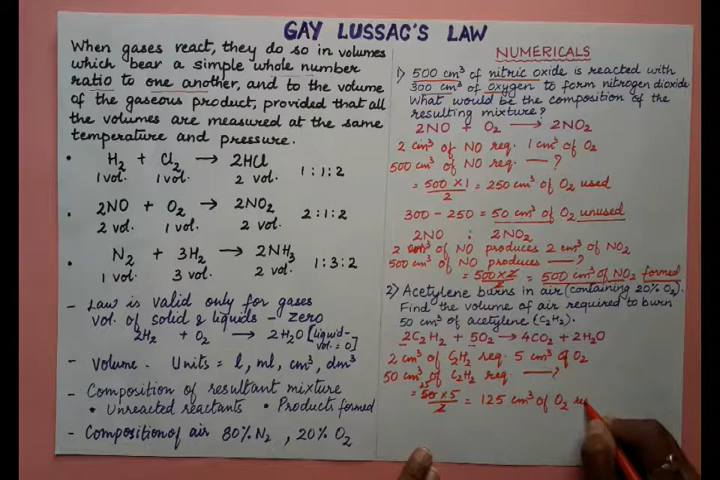 GAY LUSSAC'S LAW
When gases react, they do so in volumes
which bear a simple whole number
ratio to one another, and to the volume
of the gaseous product, provided that all
the volumes are measured at the same
temperature and pressure.
• H₂ + Cl₂ → 2HCl 1:1:2
1 vol. 1 vol. 2 vol.
• 2NO + O₂ → 2NO₂ 2:1:2
2 vol. 1 vol. 2 vol.
• N₂ + 3H₂ → 2NH₃ 1:3:2
1 vol. 3 vol. 2 vol.
- Law is valid only for gases
Vol. of solid & liquids - zero
2H₂ + O₂ → 2H₂O [liquid-
vol. = 0]
- Volume - Units = l, ml, cm³, dm³
- Composition of resultant mixture
• Unreacted reactants • Products formed
- Composition of air 80% N₂, 20% O₂
NUMERICALS
1) 500 cm³ of nitric oxide is reacted with
300 cm³ of oxygen to form nitrogen dioxide
What would be the composition of the
resulting mixture?
2NO + O₂ → 2NO₂
2 cm³ of NO req. 1 cm³ of O₂
500 cm³ of NO req. — ?
= 500 x 1 / 2 = 250 cm³ of O₂ used
300 - 250 = 50 cm³ of O₂ unused
2NO : 2NO₂
2 cm³ of NO produces 2 cm³ of NO₂
500 cm³ of NO produces — ?
= 500 x 2 / 2 = 500 cm³ of NO₂ formed
2) Acetylene burns in air (containing 20% O₂).
Find the volume of air required to burn
50 cm³ of acetylene (C₂H₂).
2C₂H₂ + 5O₂ → 4CO₂ + 2H₂O
2 cm³ of C₂H₂ req. 5 cm³ of O₂
50 cm³ of C₂H₂ req. — ?
25
= 50 x 5 / 2 = 125 cm³ of O₂